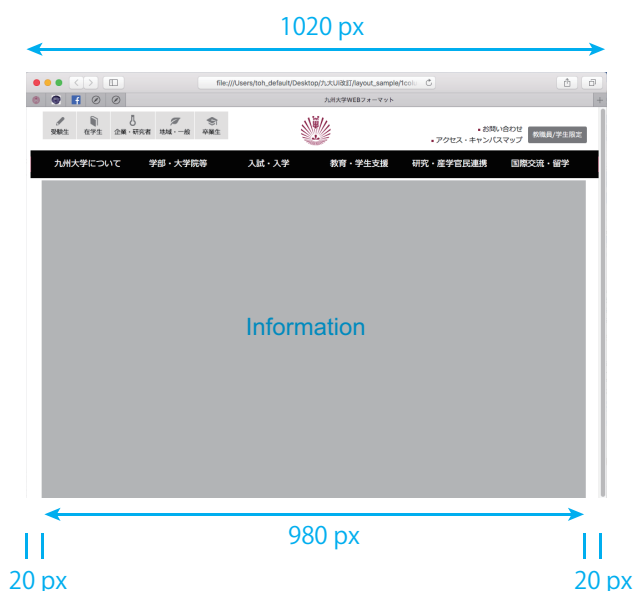 1020 px
file:///Users/toh_default/Desktop/九大UI改訂/layout_sample/1colu
九州大学WEBフォーマット
受験生 在学生 企業・研究者 地域・一般 卒業生
・お問い合わせ
・アクセス・キャンパスマップ
教職員/学生限定
九州大学について 学部・大学院等 入試・入学 教育・学生支援 研究・産学官民連携 国際交流・留学
Information
980 px
20 px 20 px